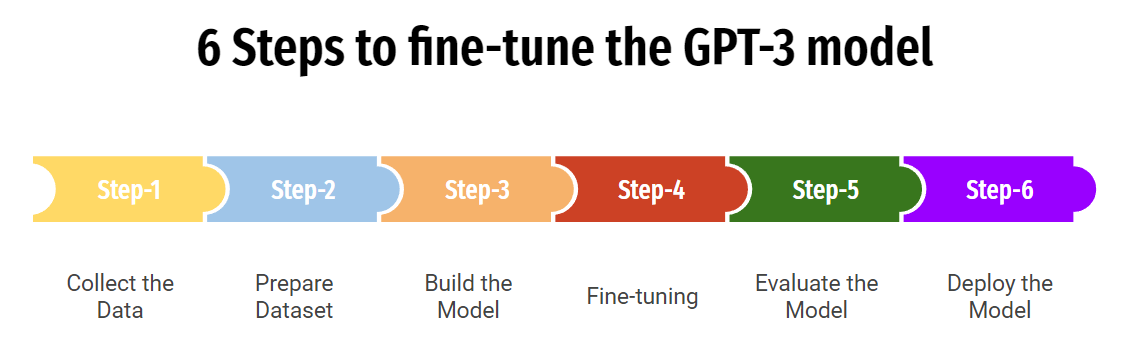 6 Steps to fine-tune the GPT-3 model
Step-1
Step-2
Step-3
Step-4
Step-5
Step-6
Collect the
Data
Prepare
Dataset
Build the
Model
Fine-tuning
Evaluate the
Model
Deploy the
Model